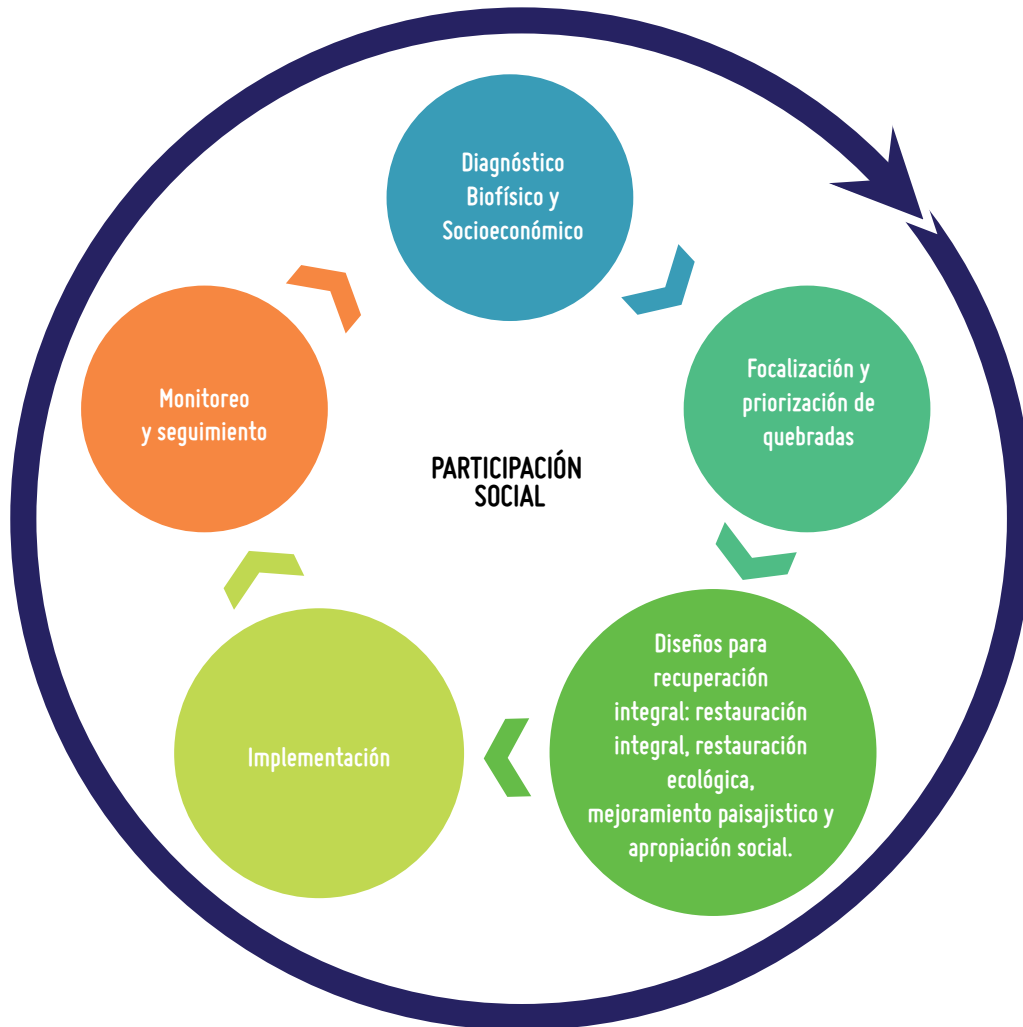 Diagnóstico
Biofísico y
Socioeconómico
Focalización y
priorización de
quebradas
Diseños para
recuperación
integral: restauración
integral, restauración
ecológica,
mejoramiento paisajistico y
apropiación social.
Implementación
Monitoreo
y seguimiento
PARTICIPACIÓN
SOCIAL